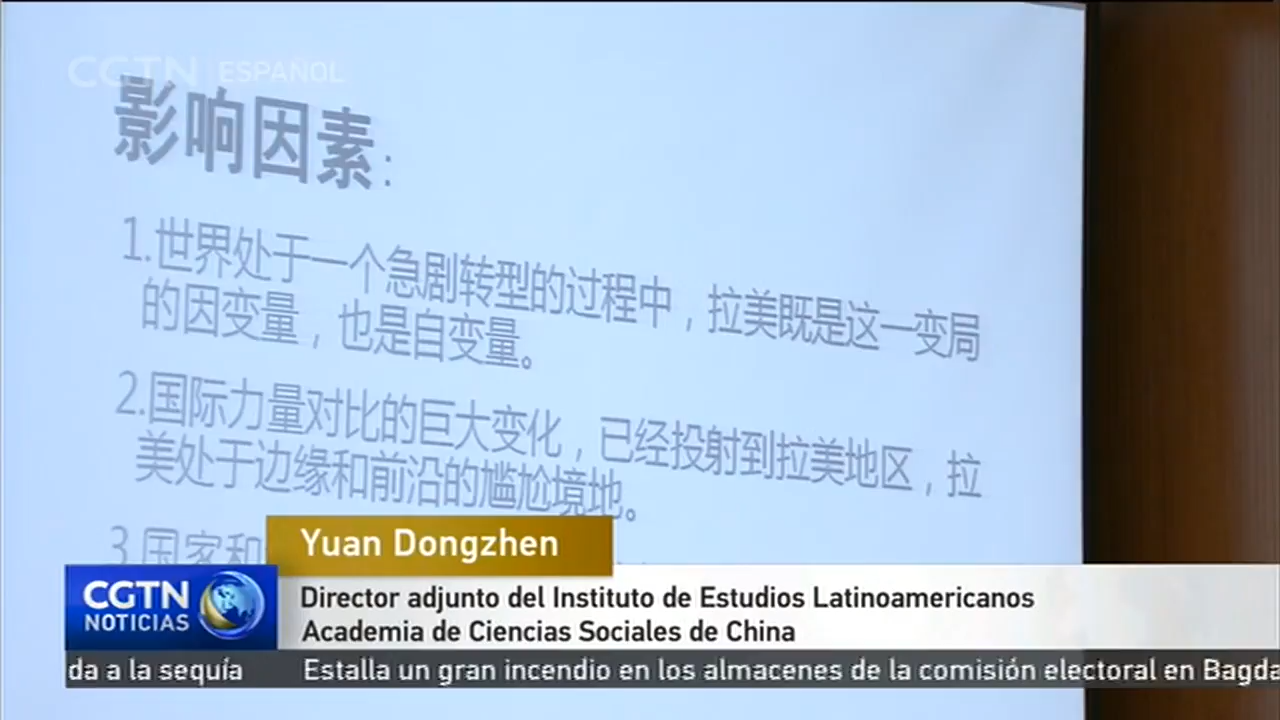 CGTN | ESPAÑOL
影响因素:
1.世界处于一个急剧转型的过程中，拉美既是这一变局
的因变量，也是自变量。
2.国际力量对比的巨大变化，已经投射到拉美地区，拉
美处于边缘和前沿的尴尬境地。
3.国家和
Yuan Dongzhen
CGTN
NOTICIAS
Director adjunto del Instituto de Estudios Latinoamericanos
Academia de Ciencias Sociales de China
da a la sequía Estalla un gran incendio en los almacenes de la comisión electoral en Bagda